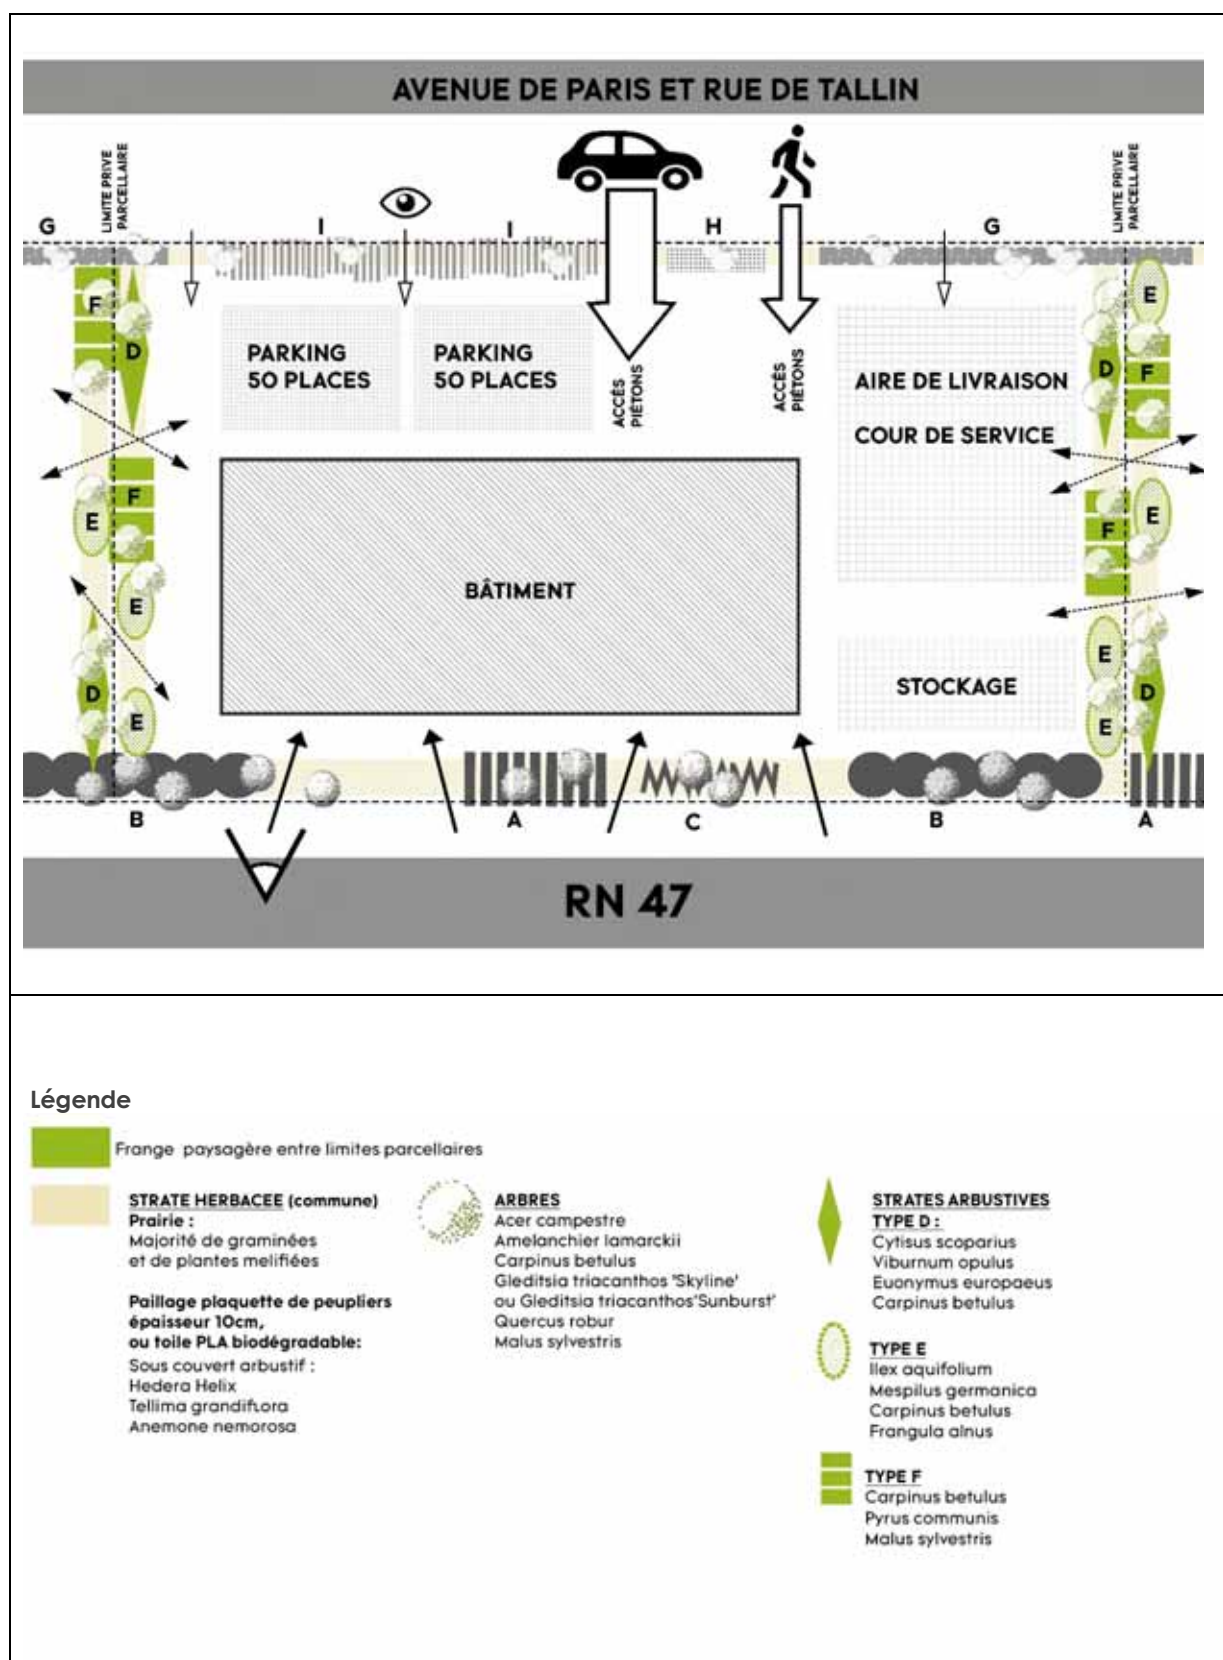 AVENUE DE PARIS ET RUE DE TALLIN
LIMITE PRIVE
PARCELLAIRE
LIMITE PRIVE
PARCELLAIRE
G
I
I
H
G
F
D
E
D
F
PARKING
50 PLACES
PARKING
50 PLACES
ACCÈS
PIÉTONS
ACCÈS
PIÉTONS
AIRE DE LIVRAISON
COUR DE SERVICE
F
E
E
F
E
BÂTIMENT
E
D
E
E
D
E
STOCKAGE
B
A
C
B
A
RN 47
Légende
Frange paysagère entre limites parcellaires
STRATE HERBACEE (commune)
Prairie :
Majorité de graminées
et de plantes melifiées
Paillage plaquette de peupliers
épaisseur 10cm,
ou toile PLA biodégradable:
Sous couvert arbustif :
Hedera Helix
Tellima grandiflora
Anemone nemorosa
ARBRES
Acer campestre
Amelanchier lamarckii
Carpinus betulus
Gleditsia triacanthos 'Skyline'
ou Gleditsia triacanthos'Sunburst'
Quercus robur
Malus sylvestris
STRATES ARBUSTIVES
TYPE D :
Cytisus scoparius
Viburnum opulus
Euonymus europaeus
Carpinus betulus
TYPE E
Ilex aquifolium
Mespilus germanica
Carpinus betulus
Frangula alnus
TYPE F
Carpinus betulus
Pyrus communis
Malus sylvestris